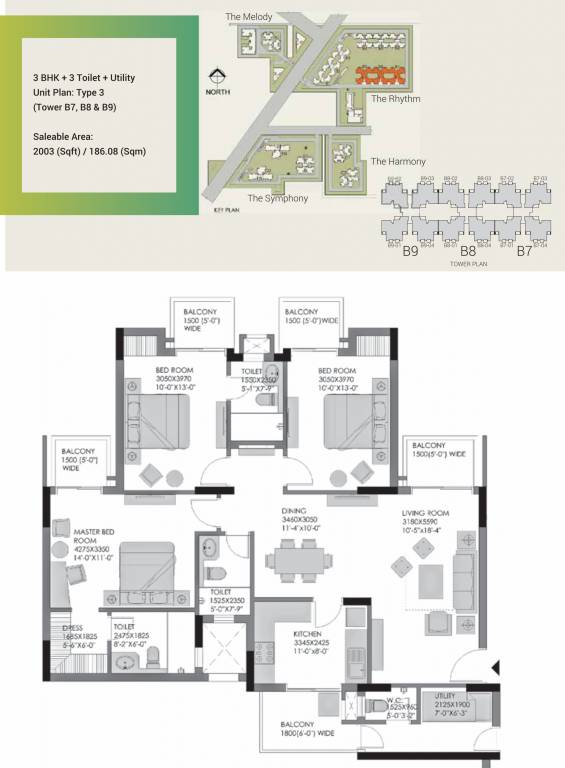 3 BHK + 3 Toilet + Utility
Unit Plan: Type 3
(Tower B7, B8 & B9)
Saleable Area:
2003 (Sqft) / 186.08 (Sqm)
The Melody
NORTH
The Rhythm
The Harmony
The Symphony
KEY PLAN
B9-03
B8-02
B8-03
B7-02
B7-03
B9-04
B8-01
B8-04
B7-01
B7-04
B9
B8
B7
TOWER PLAN
BALCONY
1500 (5'-0")
WIDE
BALCONY
1500 (5'-0")WIDE
BED ROOM
3050X3970
10'-0"X13'-0"
TOILET
1550X2350
5'-1"X7'-9"
BED ROOM
3050X3970
10'-0"X13'-0"
BALCONY
1500 (5'-0")
WIDE
BALCONY
1500(5'-0") WIDE
MASTER BED
ROOM
4275X3350
14'-0"X11'-0"
DINING
3460X3050
11'-4"X10'-0"
LIVING ROOM
3180X5590
10'-5"X18'-4"
TOILET
1525X2350
5'-0"X7'-9"
DRESS
1685X1825
5'-6"X6'-0"
TOILET
2475X1825
8'-2"X6'-0"
KITCHEN
3345X2425
11'-0"X8'-0"
BALCONY
1800(6'-0") WIDE
W.C.
1525X960
5'-0"3'-2"
UTILITY
2125X1900
7'-0"X6'-3"